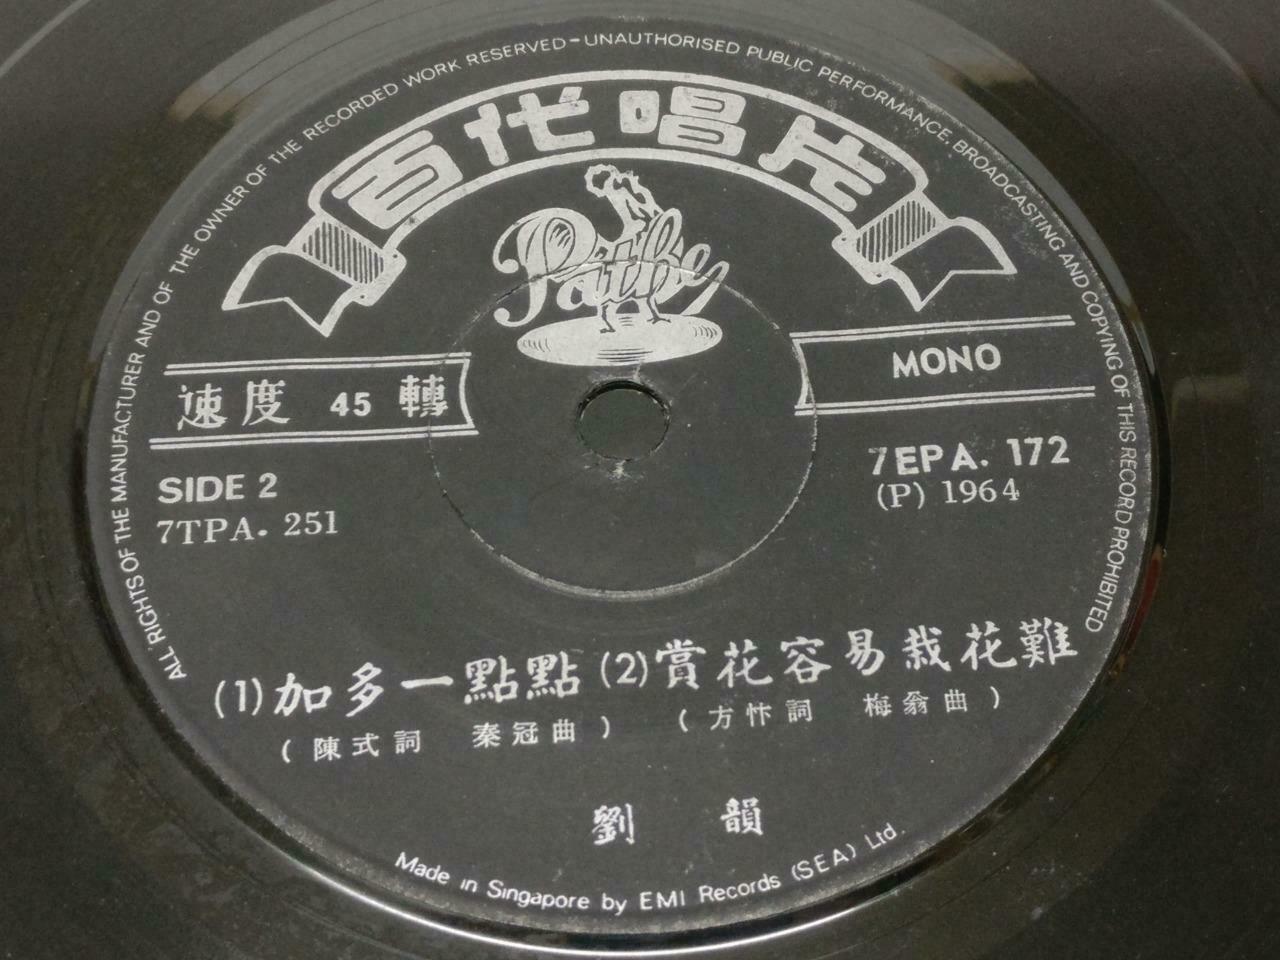 ALL RIGHTS OF THE MANUFACTURER AND OF THE OWNER OF THE RECORDED WORK RESERVED-UNAUTHORISED PUBLIC PERFORMANCE, BROADCASTING AND COPYING OF THIS RECORD PROHIBITED
百代唱片
Pathe
速度 45 轉
MONO
SIDE 2
7TPA. 251
7EPA. 172
(P) 1964
(1)加多一點點 (2)賞花容易栽花難
(陳式詞 秦冠曲) (方忭詞 梅翁曲)
劉韻
Made in Singapore by EMI Records (SEA) Ltd.